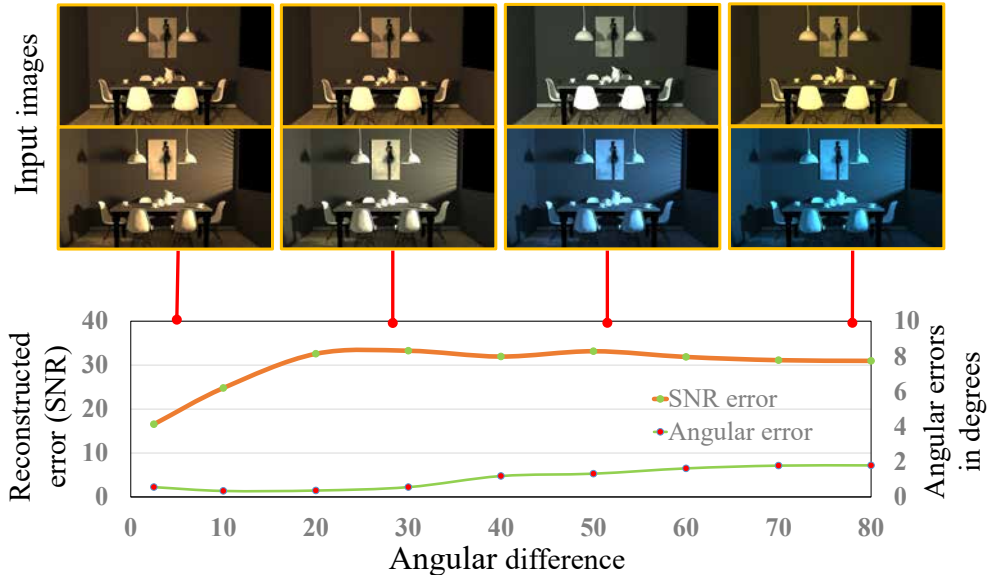 Input images
Reconstructed
error (SNR)
40
30
20
10
0
SNR error
Angular error
10
8
6
4
2
0
Angular errors
in degrees
0 10 20 30 40 50 60 70 80
Angular difference